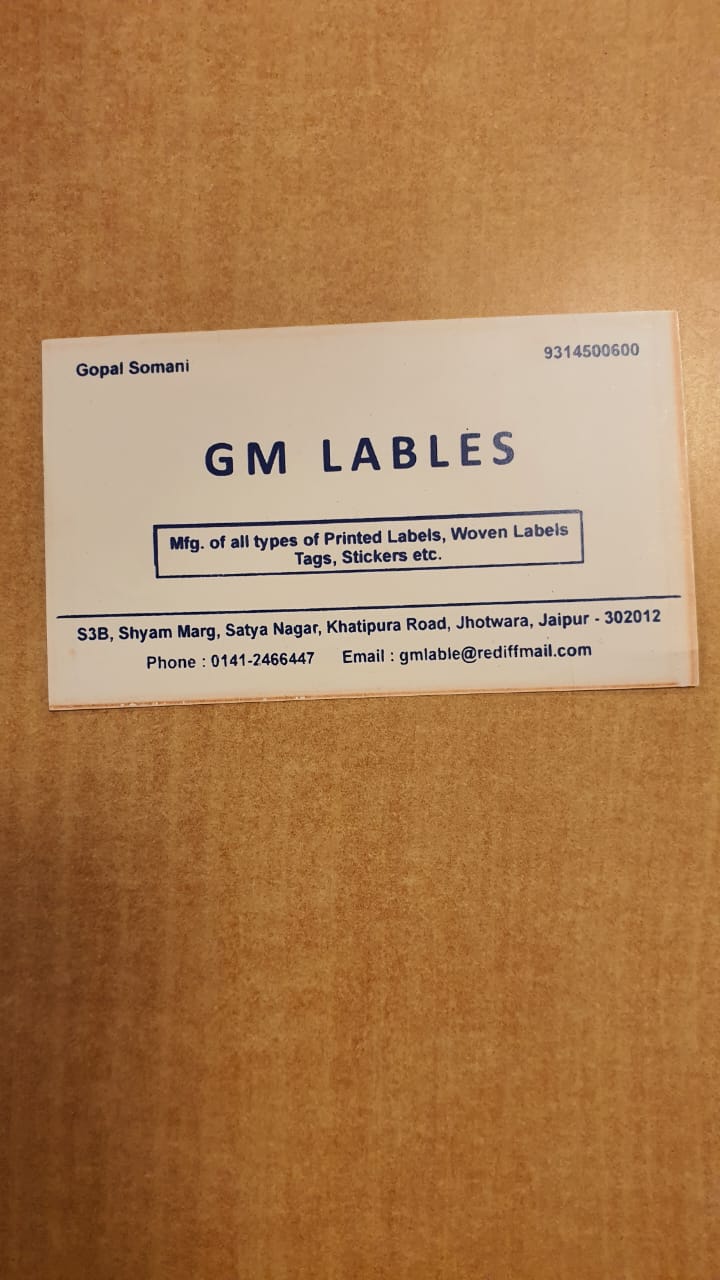 Gopal Somani
9314500600
GM LABLES
Mfg. of all types of Printed Labels, Woven Labels
Tags, Stickers etc.
S3B, Shyam Marg, Satya Nagar, Khatipura Road, Jhotwara, Jaipur - 302012
Phone : 0141-2466447 Email : gmlable@rediffmail.com